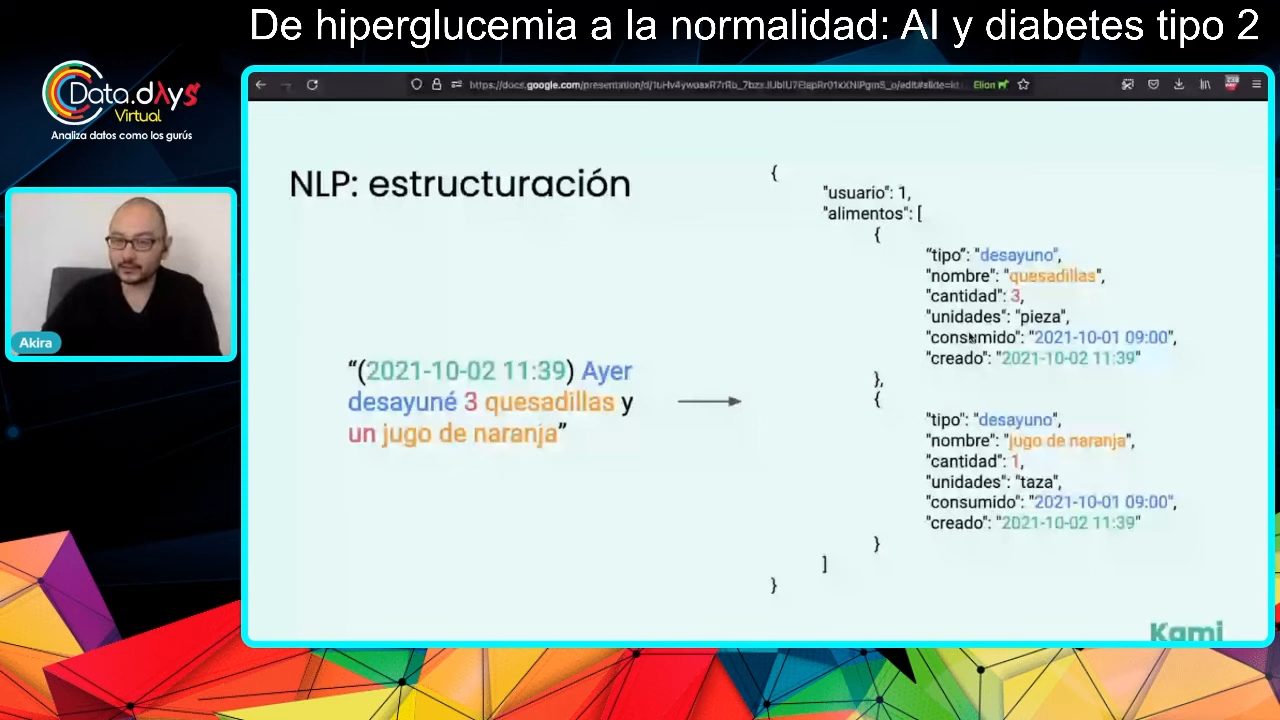 De hiperglucemia a la normalidad: AI y diabetes tipo 2
Data.dAys
Virtual
Analiza datos como los gurús
Akira
Elian
NLP: estructuración
"(2021-10-02 11:39) Ayer
desayuné 3 quesadillas y
un jugo de naranja"
{
"usuario": 1,
"alimentos": [
{
"tipo": "desayuno",
"nombre": "quesadillas",
"cantidad": 3,
"unidades": "pieza",
"consumido": "2021-10-01 09:00",
"creado": "2021-10-02 11:39"
},
{
"tipo": "desayuno",
"nombre": "jugo de naranja",
"cantidad": 1,
"unidades": "taza",
"consumido": "2021-10-01 09:00",
"creado": "2021-10-02 11:39"
}
]
}
Kami